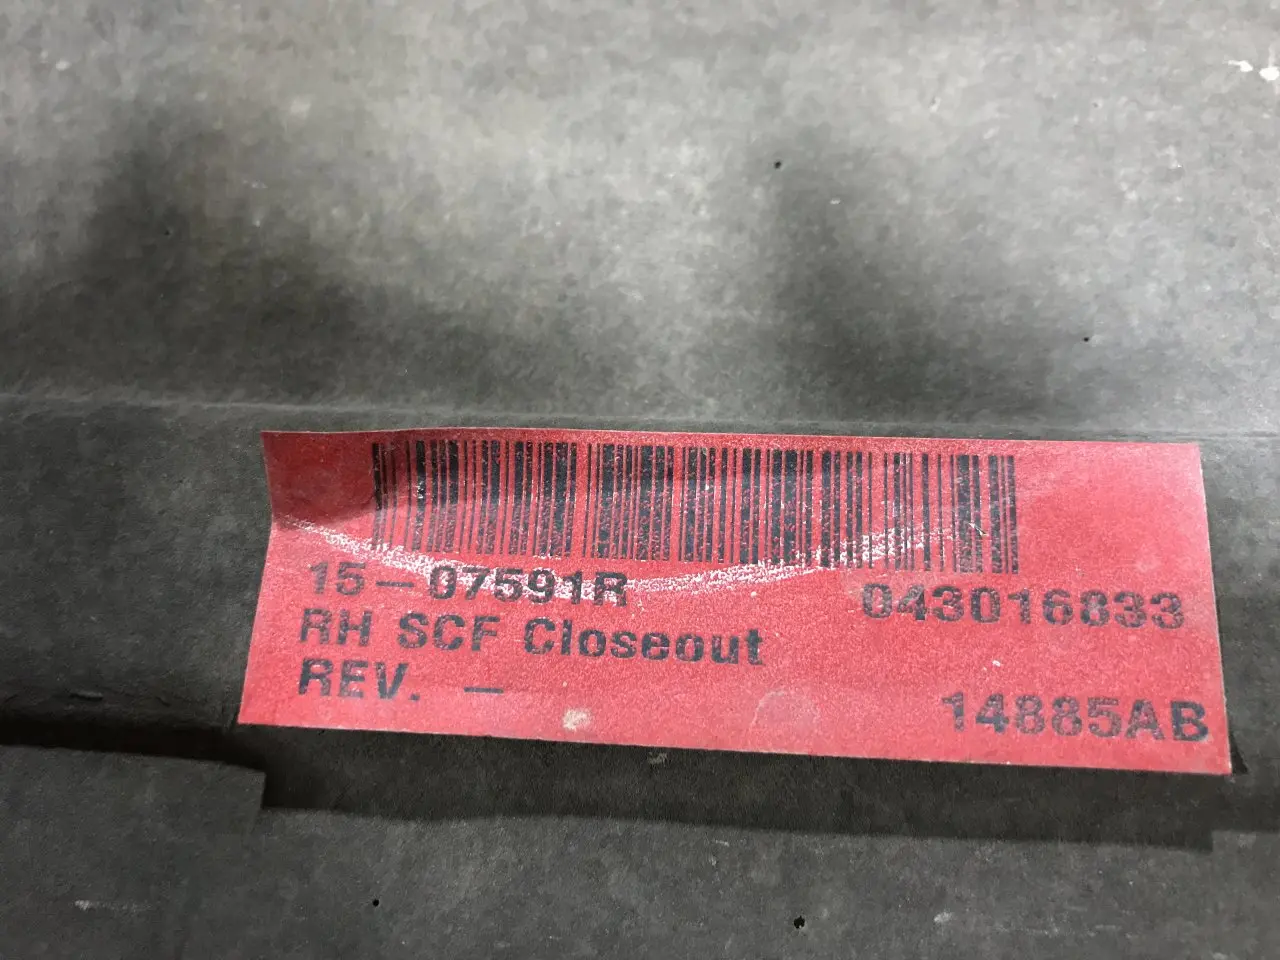 15-07591R
043016833
RH SCF Closeout
REV. -
14885AB